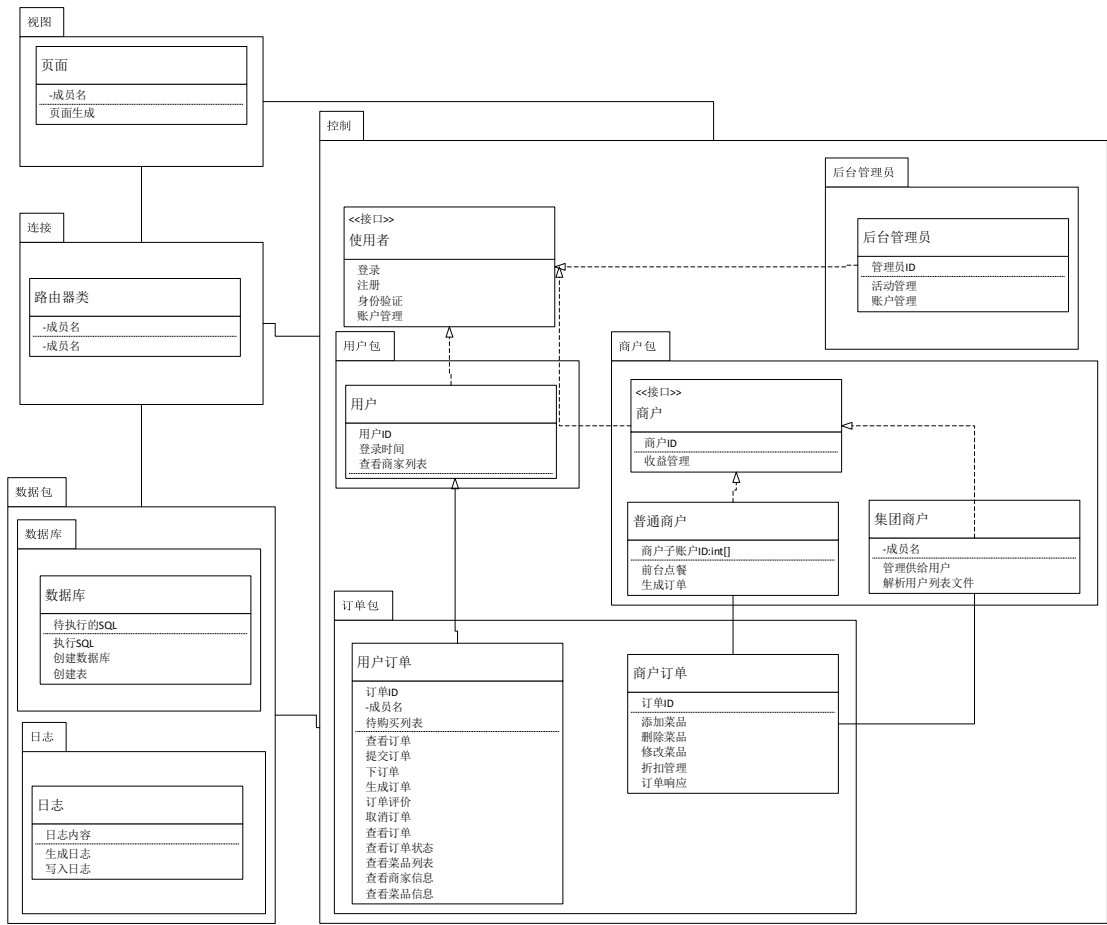 视图
页面
-成员名
页面生成
控制
后台管理员
后台管理员
管理员ID
活动管理
账户管理
<<接口>>
使用者
登录
注册
身份验证
账户管理
连接
路由器类
-成员名
-成员名
用户包
用户
用户ID
登录时间
查看商家列表
商户包
<<接口>>
商户
商户ID
收益管理
普通商户
商户子账户ID:int[]
前台点餐
生成订单
集团商户
-成员名
管理供给用户
解析用户列表文件
数据包
数据库
数据库
待执行的SQL
执行SQL
创建数据库
创建表
日志
日志
日志内容
生成日志
写入日志
订单包
用户订单
订单ID
-成员名
待购买列表
查看订单
提交订单
下订单
生成订单
订单评价
取消订单
查看订单
查看订单状态
查看菜品列表
查看商家信息
查看菜品信息
商户订单
订单ID
添加菜品
删除菜品
修改菜品
折扣管理
订单响应